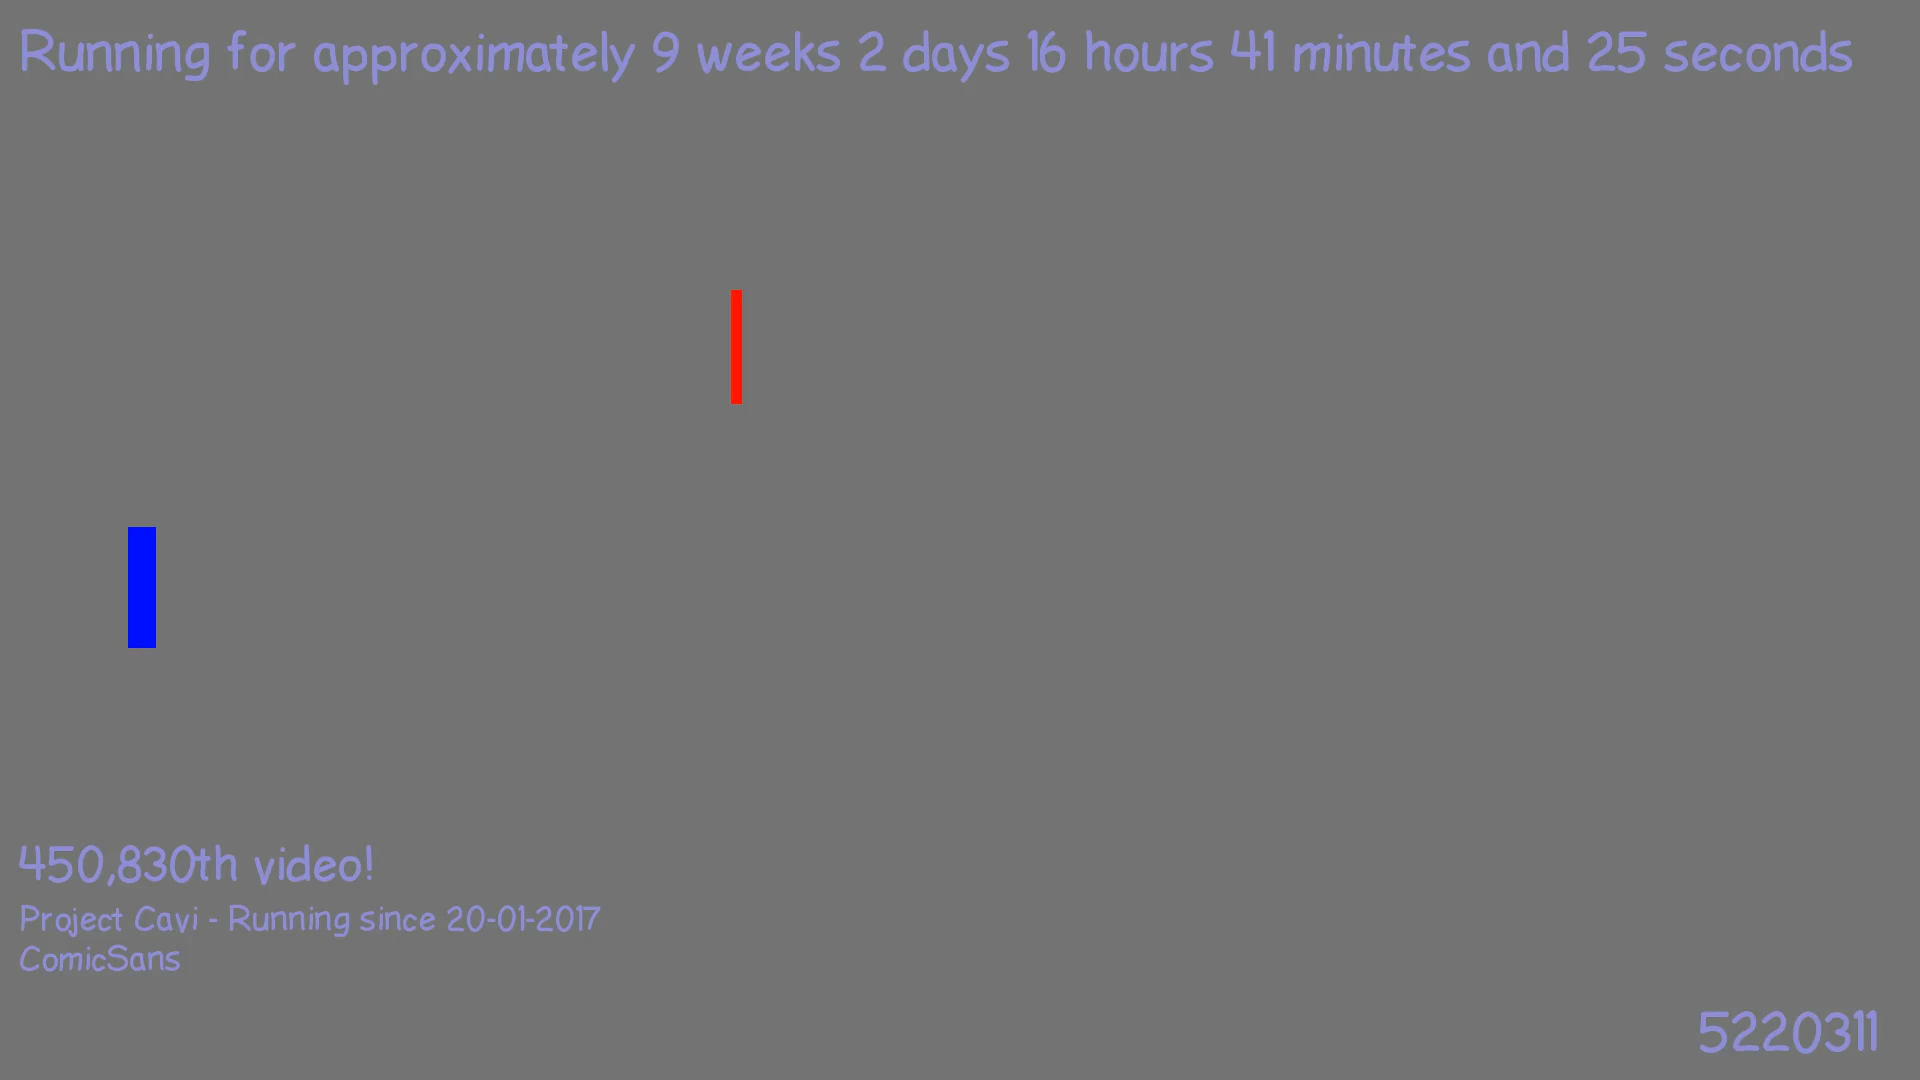 Running for approximately 9 weeks 2 days 16 hours 41 minutes and 25 seconds
450,830th video!
Project Cavi - Running since 20-01-2017
ComicSans
5220311